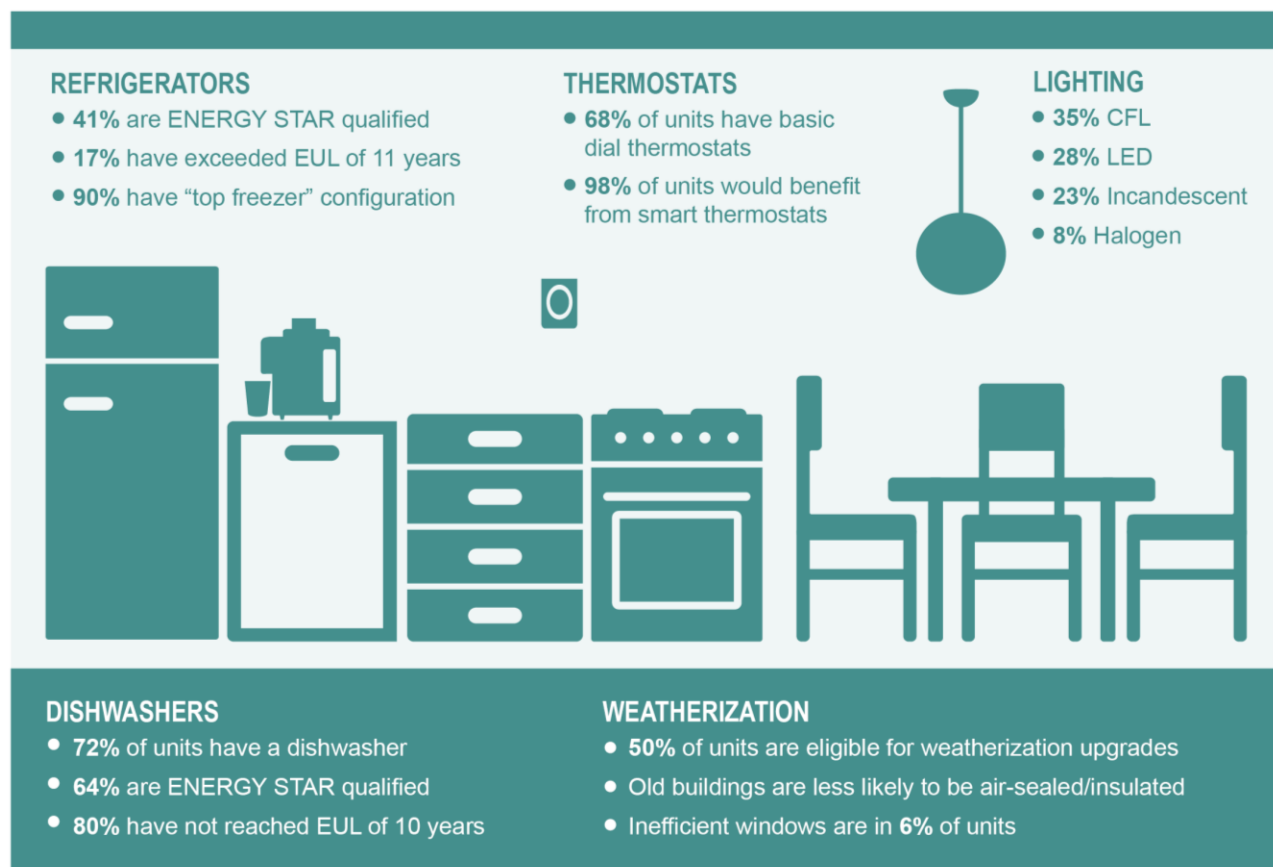 REFRIGERATORS
• 41% are ENERGY STAR qualified
• 17% have exceeded EUL of 11 years
• 90% have “top freezer” configuration
THERMOSTATS
• 68% of units have basic
dial thermostats
• 98% of units would benefit
from smart thermostats
LIGHTING
• 35% CFL
• 28% LED
• 23% Incandescent
• 8% Halogen
DISHWASHERS
• 72% of units have a dishwasher
• 64% are ENERGY STAR qualified
• 80% have not reached EUL of 10 years
WEATHERIZATION
• 50% of units are eligible for weatherization upgrades
• Old buildings are less likely to be air-sealed/insulated
• Inefficient windows are in 6% of units